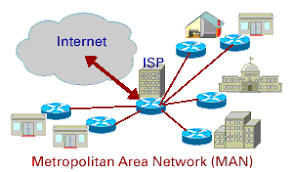 Internet
ISP
Metropolitan Area Network (MAN)